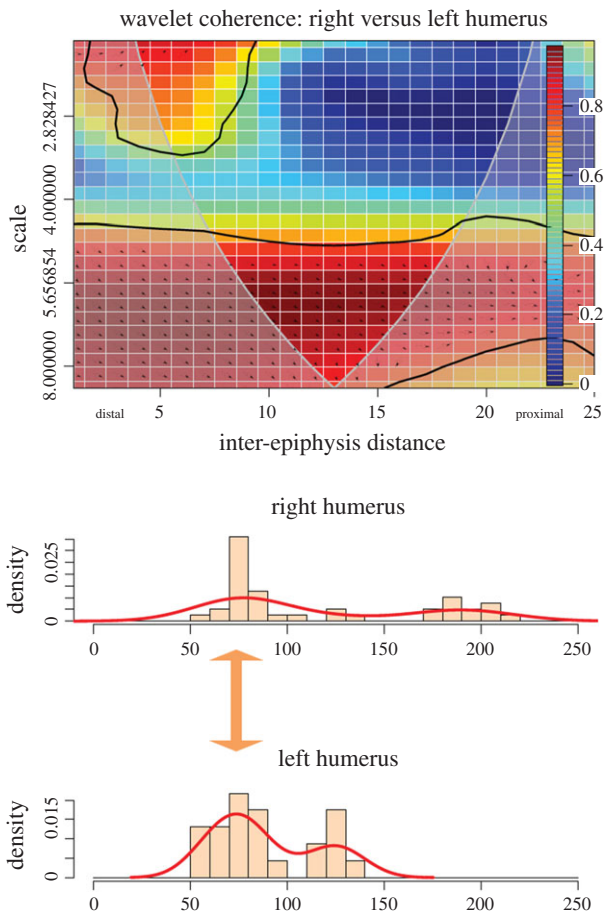 wavelet coherence: right versus left humerus
scale
2.828427
4.000000
5.656854
8.000000
0.8
0.6
0.4
0.2
0
distal 5 10 15 20 proximal 25
inter-epiphysis distance
right humerus
density
0.025
0
0 50 100 150 200 250
left humerus
density
0.015
0
0 50 100 150 200 250